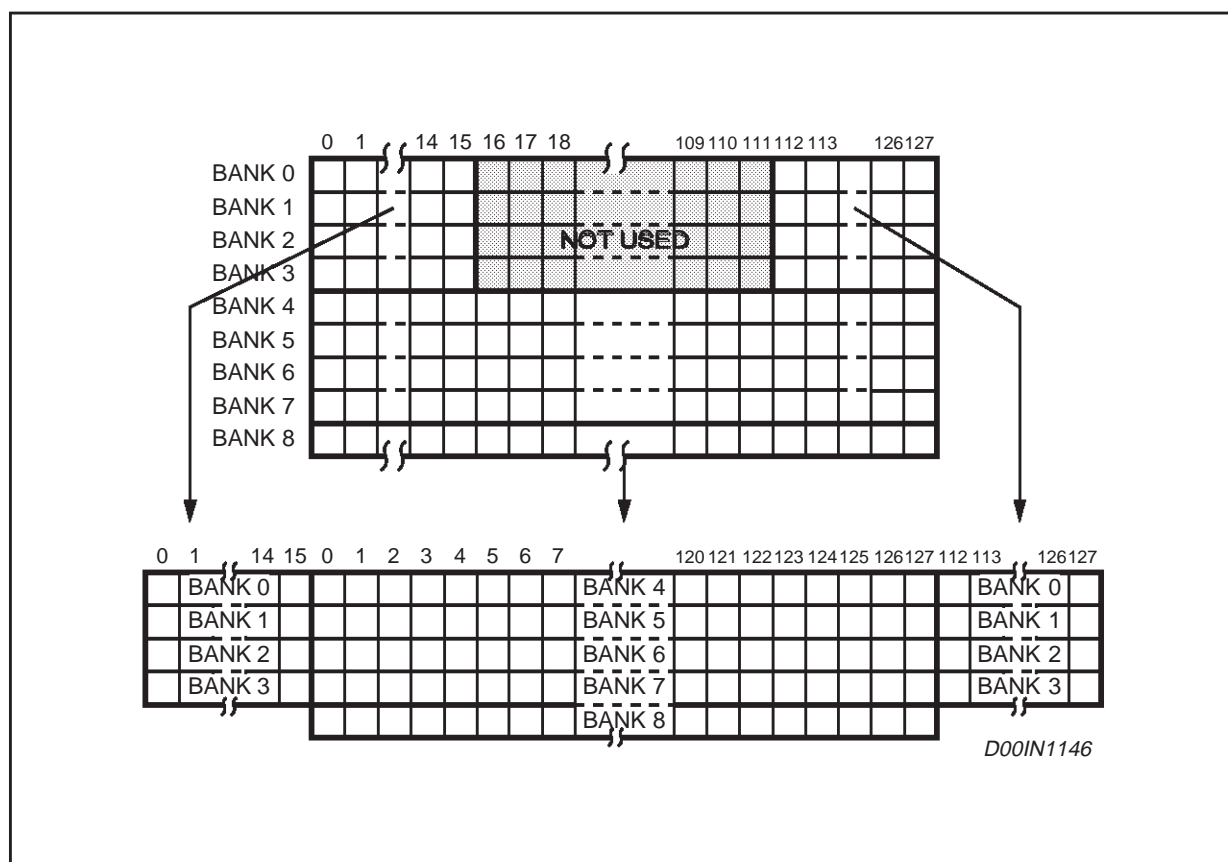 0 1 14 15 16 17 18 109 110 111 112 113 126 127
BANK 0
BANK 1
BANK 2
NOT USED
BANK 3
BANK 4
BANK 5
BANK 6
BANK 7
BANK 8
0 1 14 15 0 1 2 3 4 5 6 7 120 121 122 123 124 125 126 127 112 113 126 127
BANK 0 BANK 4 BANK 0
BANK 1 BANK 5 BANK 1
BANK 2 BANK 6 BANK 2
BANK 3 BANK 7 BANK 3
BANK 8
D00IN1146